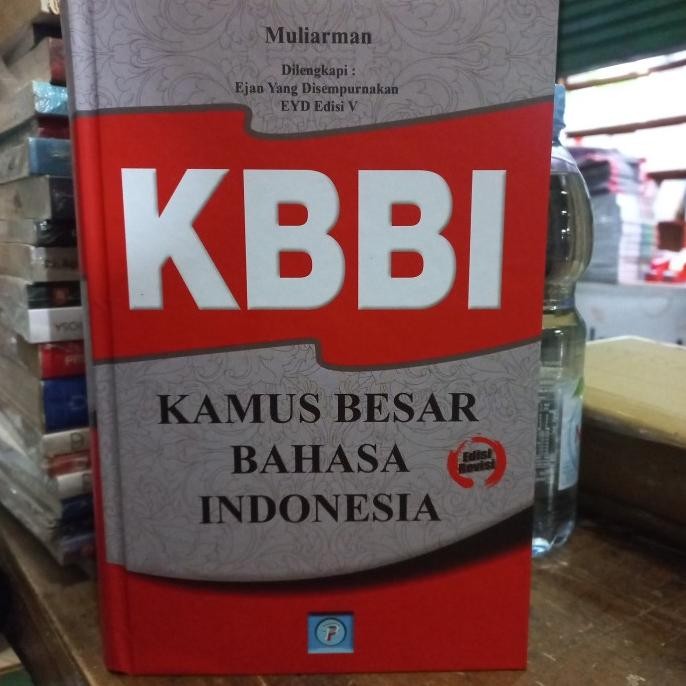 Muliarman
Dilengkapi :
Ejan Yang Disempurnakan
EYD Edisi V
KBBI
KAMUS BESAR
BAHASA
INDONESIA
Edisi
Revisi